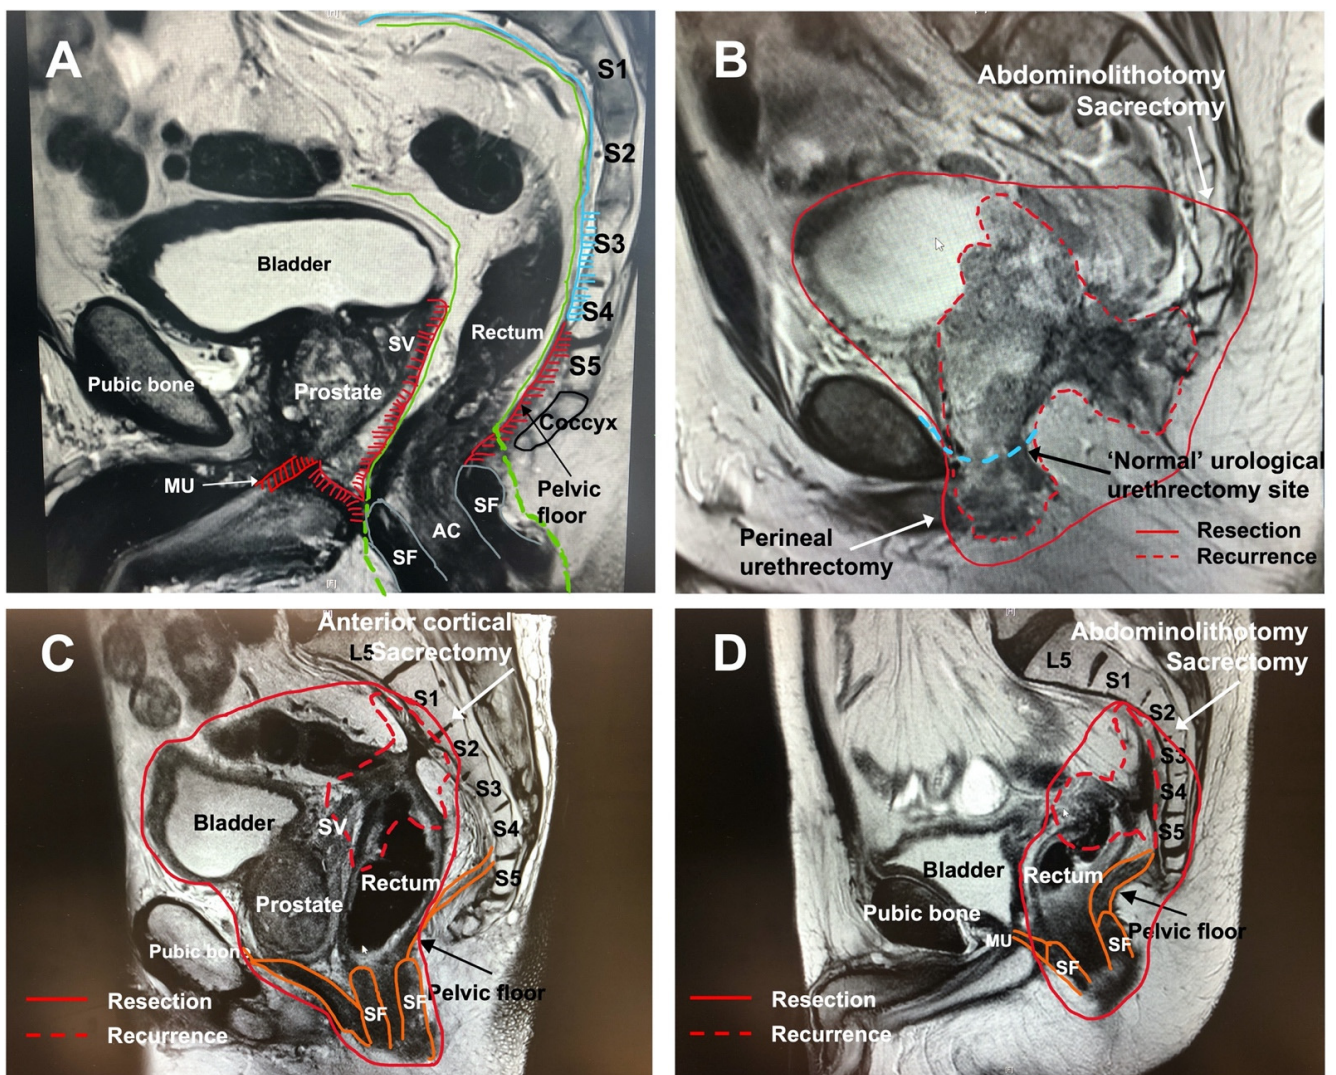 A
S1
S2
S3
Bladder
S4
SV
Rectum
S5
Pubic bone
Prostate
Coccyx
MU
Pelvic
floor
SF
AC
SF
B
Abdominolithotomy
Sacrectomy
'Normal' urological
urethrectomy site
Perineal
urethrectomy
Resection
Recurrence
C
Anterior cortical
L5
Sacrectomy
S1
S2
S3
SV
Bladder
S4
S5
Rectum
Prostate
Pubic bone
Pelvic floor
SF
SF
Resection
Recurrence
D
Abdominolithotomy
L5
Sacrectomy
S1
S2
S3
S4
S5
Bladder
Rectum
Pubic bone
Pelvic floor
MU
SF
SF
Resection
Recurrence